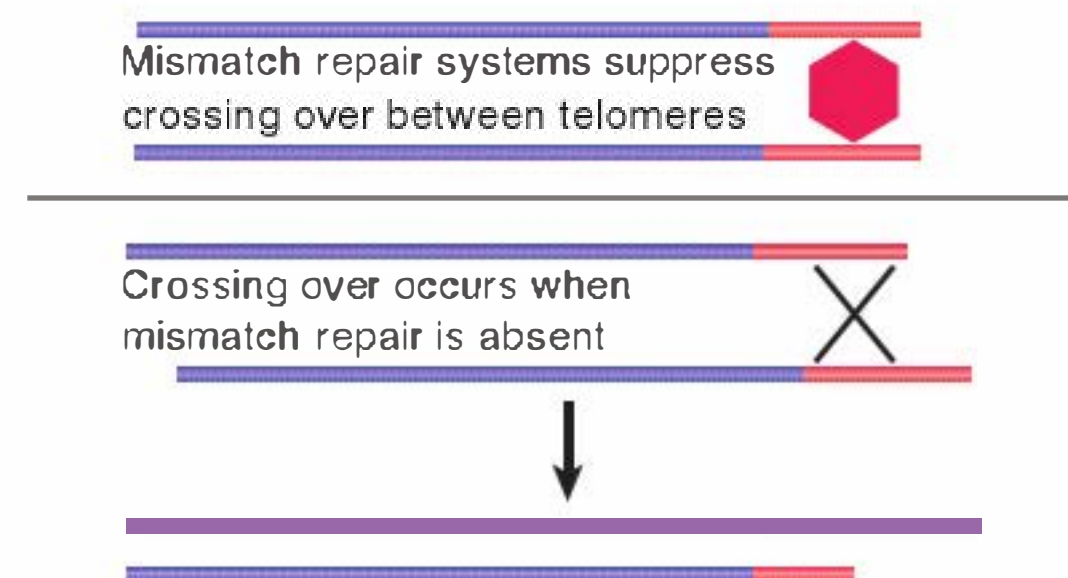 Mismatch repair systems suppress
crossing over between telomeres
Crossing over occurs when
mismatch repair is absent